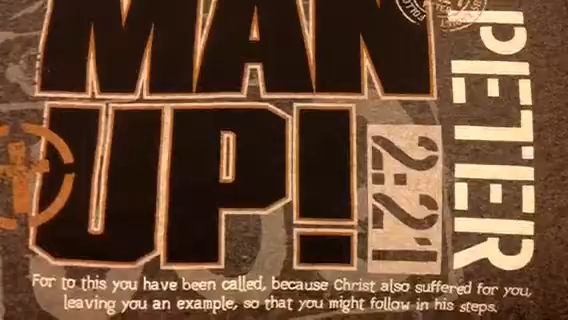 MAN
UP!
2:21
PETER
For to this you have been called, because Christ also suffered for you,
leaving you an example, so that you might follow in his steps.